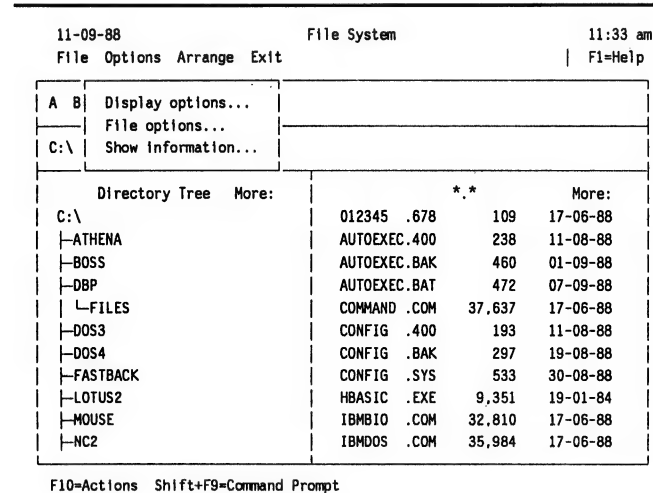 11-09-88 File System 11:33 am
File Options Arrange Exit | F1=Help
A B Display options...
File options...
C:\ Show information...
Directory Tree More: *.* More:
C:\ 012345 .678 109 17-06-88
├─ATHENA AUTOEXEC.400 238 11-08-88
├─BOSS AUTOEXEC.BAK 460 01-09-88
├─DBP AUTOEXEC.BAT 472 07-09-88
│ └─FILES COMMAND .COM 37,637 17-06-88
├─DOS3 CONFIG .400 193 11-08-88
├─DOS4 CONFIG .BAK 297 19-08-88
├─FASTBACK CONFIG .SYS 533 30-08-88
├─LOTUS2 HBASIC .EXE 9,351 19-01-84
├─MOUSE IBMBIO .COM 32,810 17-06-88
├─NC2 IBMDOS .COM 35,984 17-06-88
F10=Actions Shift+F9=Command Prompt